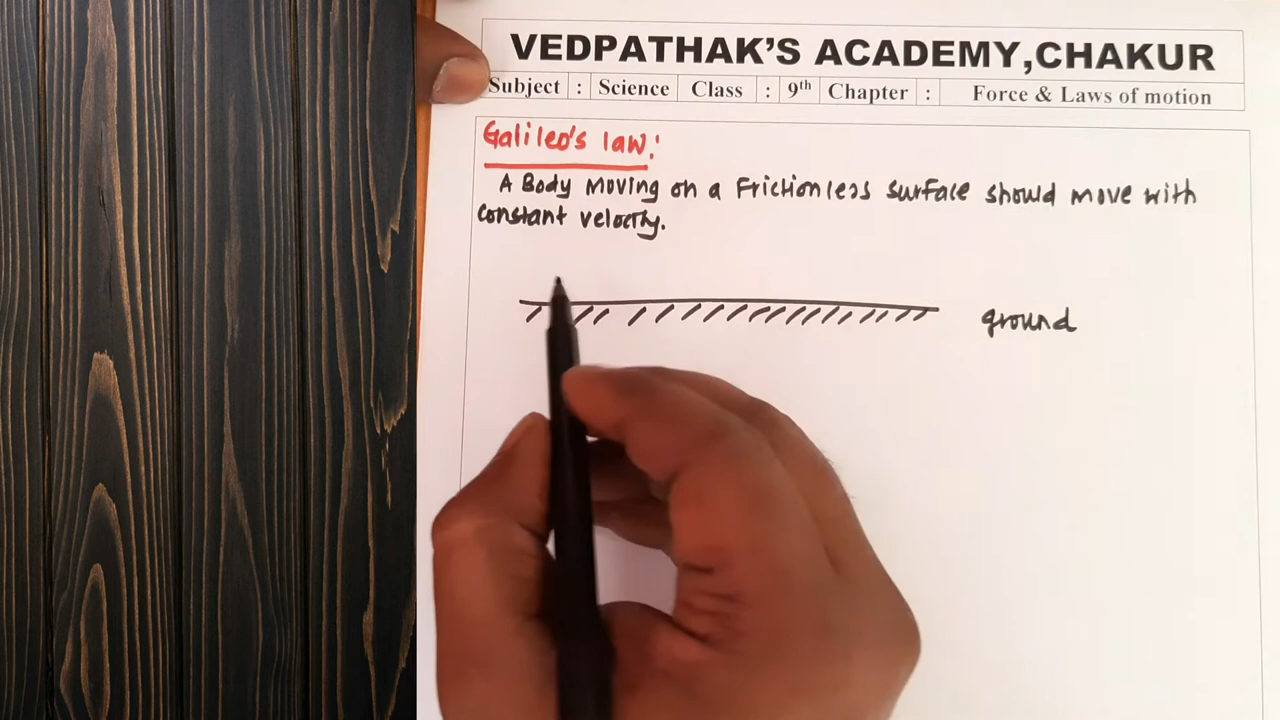 VEDPATHAK'S ACADEMY,CHAKUR
Subject : Science Class : 9th Chapter : Force & Laws of motion
Galileo's law:
A Body moving on a Frictionless surface should move with
constant velocity.
ground